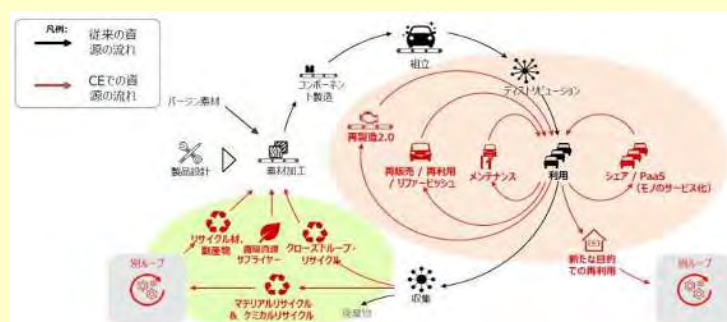 凡例:
従来の資
源の流れ
CEでの資
源の流れ
組立
コンポーネン
ト製造
ディストリビューション
バージン素材
製品設計
素材加工
再製造2.0
再販売 / 再利用
/ リファービッシュ
メンテナンス
利用
シェア / PaaS
(モノのサービス化)
リサイクル材、
副産物
循環資源
サプライヤー
クローズドループ・
リサイクル
新たな目的
での再利用
別ループ
マテリアルリサイクル
& ケミカルリサイクル
廃棄物
収集
別ループ